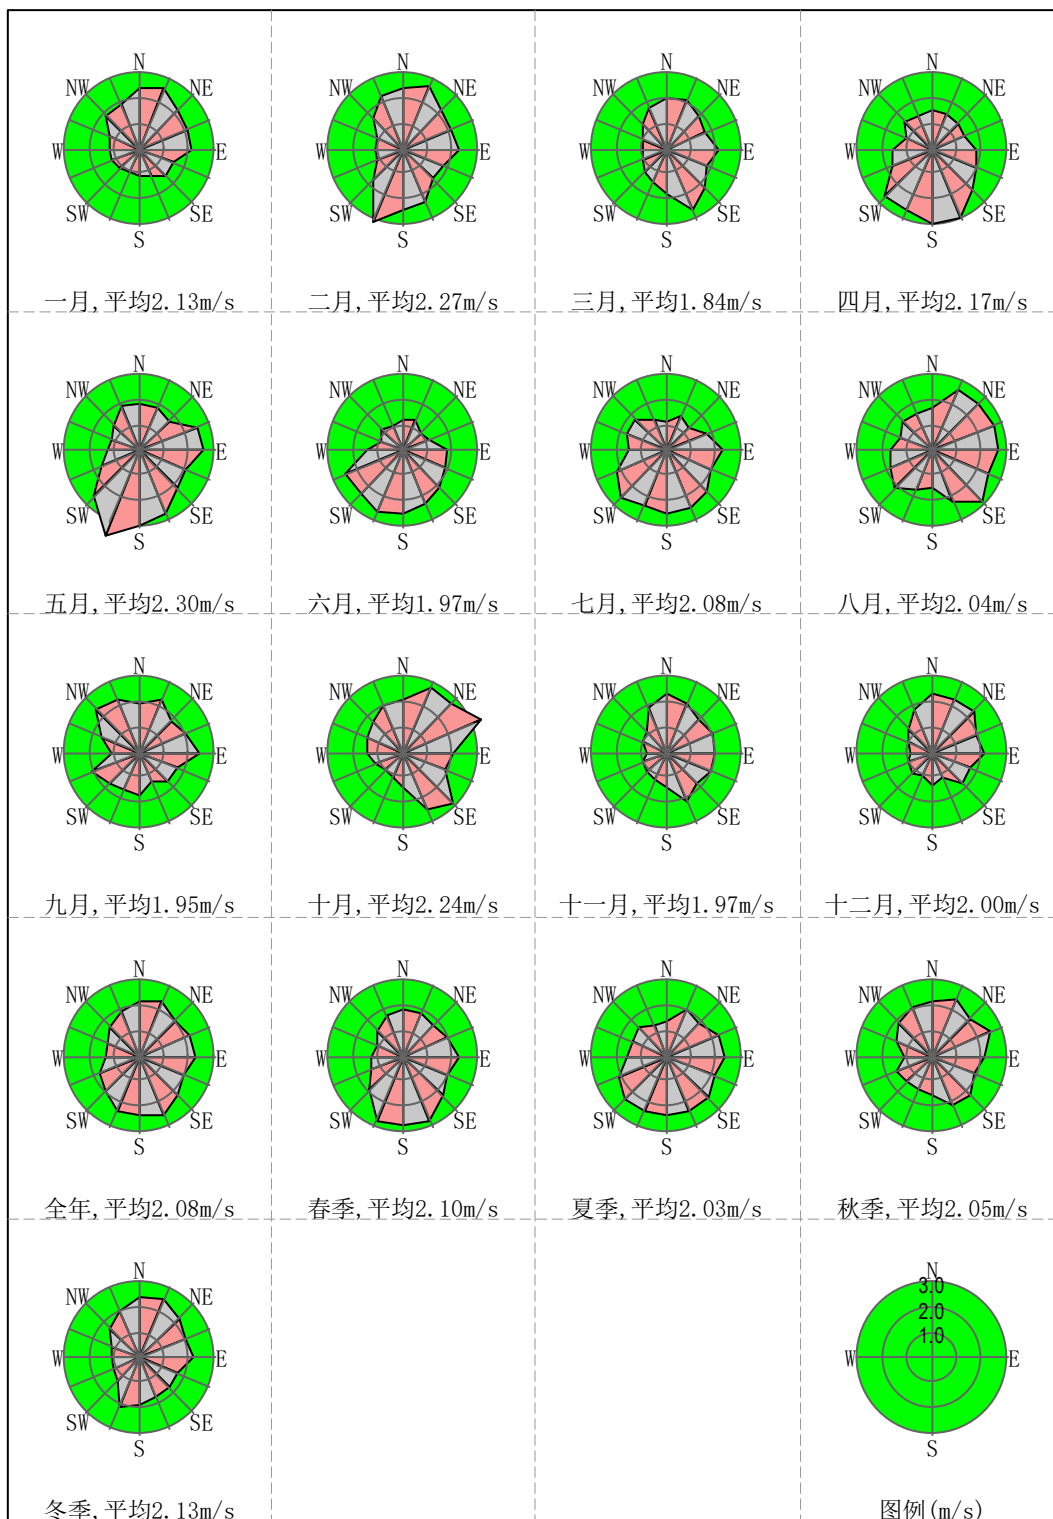 N
NW NE
W E
SW SE
S
一月,平均2.13m/s
N
NW NE
W E
SW SE
S
二月,平均2.27m/s
N
NW NE
W E
SW SE
S
三月,平均1.84m/s
N
NW NE
W E
SW SE
S
四月,平均2.17m/s
N
NW NE
W E
SW SE
S
五月,平均2.30m/s
N
NW NE
W E
SW SE
S
六月,平均1.97m/s
N
NW NE
W E
SW SE
S
七月,平均2.08m/s
N
NW NE
W E
SW SE
S
八月,平均2.04m/s
N
NW NE
W E
SW SE
S
九月,平均1.95m/s
N
NW NE
W E
SW SE
S
十月,平均2.24m/s
N
NW NE
W E
SW SE
S
十一月,平均1.97m/s
N
NW NE
W E
SW SE
S
十二月,平均2.00m/s
N
NW NE
W E
SW SE
S
全年,平均2.08m/s
N
NW NE
W E
SW SE
S
春季,平均2.10m/s
N
NW NE
W E
SW SE
S
夏季,平均2.03m/s
N
NW NE
W E
SW SE
S
秋季,平均2.05m/s
N
NW NE
W E
SW SE
S
冬季,平均2.13m/s
N
3.0
2.0
1.0
W E
S
图例(m/s)